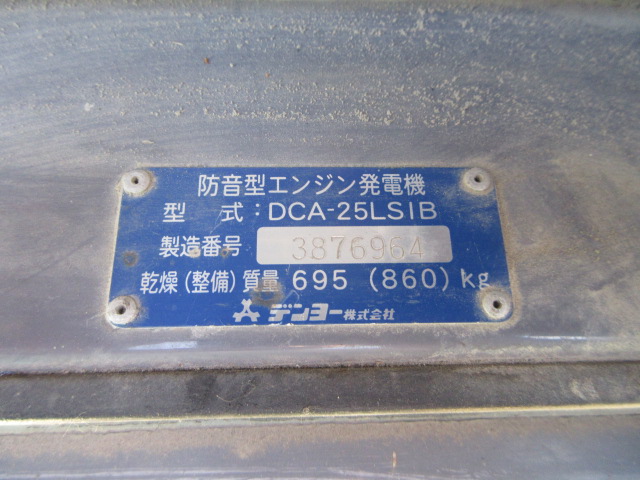 防音型エンジン発電機
型 式:DCA-25LSIB
製造番号 3876964
乾燥(整備)質量 695 (860) kg
デンヨー株式会社